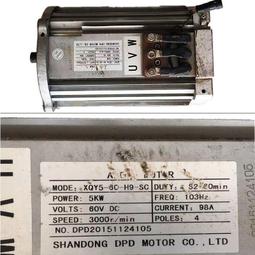 U V W
MOTOR
MODE: XQY5-6C-H9-SC DUTY: S2-20min
POWER: 5KW FREQ: 103Hz
VOLTS: 60V DC CURRENT: 98A
SPEED: 3000r/min POLES: 4
NO. DPD20151124105
SHANDONG DPD MOTOR CO., LTD
U V W